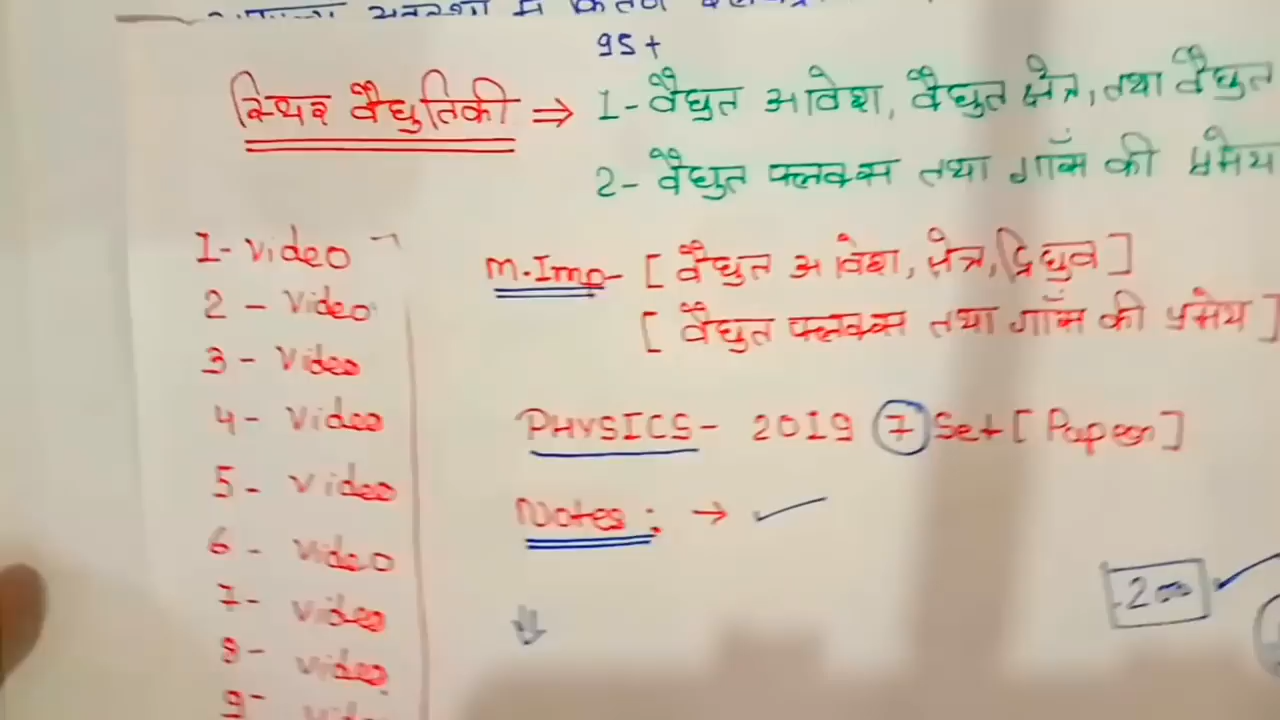 95+
स्थिर वैद्युतिकी ⇒ 1- वैद्युत आवेश, वैद्युत क्षेत्र, तथा वैद्युत
2- वैद्युत फ्लक्स तथा गॉस की प्रमेय
1- Video
2 - Video
3 - Video
4 - Video
5 - Video
6 - Video
7- Video
8- Video
9-
M.Imp- [ वैद्युत आवेश, क्षेत्र, द्विध्रुव ]
[ वैद्युत फ्लक्स तथा गॉस की प्रमेय ]
PHYSICS- 2019 7 Set [ Paper ]
Notes : → ✓
⇓
200